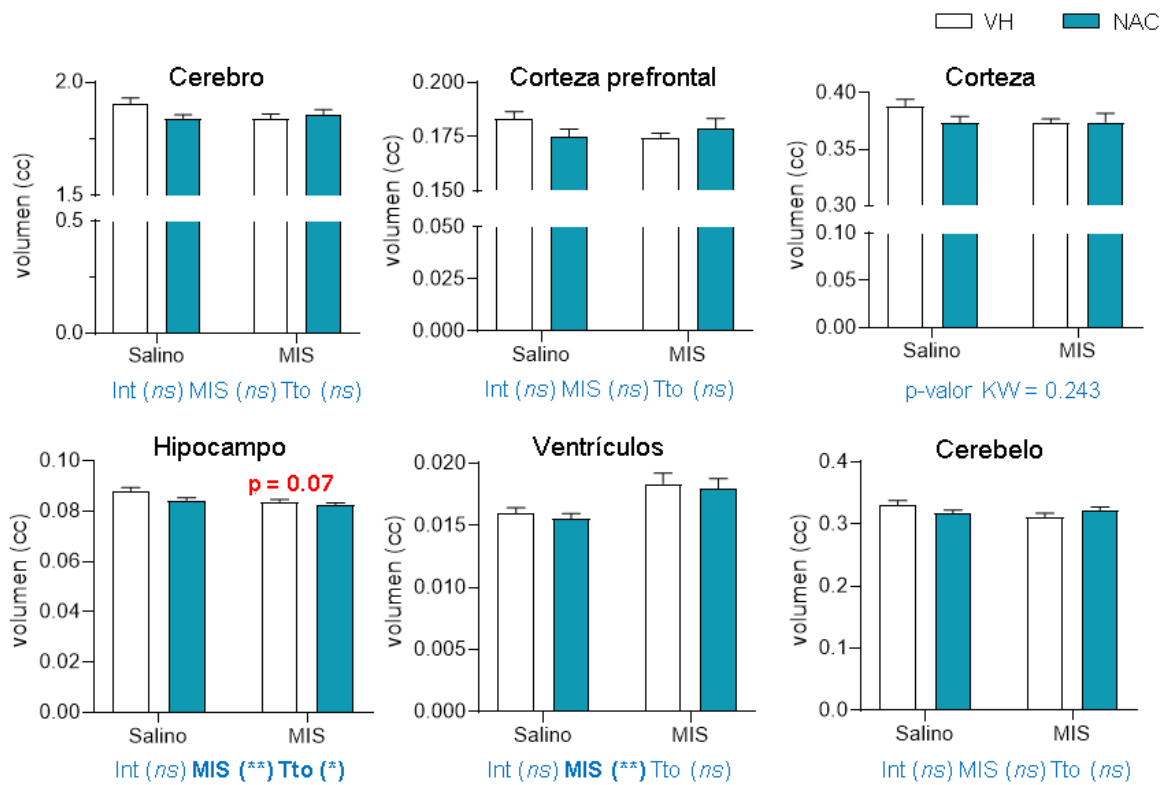 VH NAC
Cerebro
volumen (cc)
2.0
1.5
0.5
0.0
Salino MIS
Int (ns) MIS (ns) Tto (ns)
Corteza prefrontal
volumen (cc)
0.200
0.175
0.150
0.050
0.025
0.000
Salino MIS
Int (ns) MIS (ns) Tto (ns)
Corteza
volumen (cc)
0.40
0.35
0.30
0.10
0.05
0.00
Salino MIS
p-valor KW = 0.243
Hipocampo
volumen (cc)
0.10
0.08
0.06
0.04
0.02
0.00
p = 0.07
Salino MIS
Int (ns) MIS (**) Tto (*)
Ventrículos
volumen (cc)
0.020
0.015
0.010
0.005
0.000
Salino MIS
Int (ns) MIS (**) Tto (ns)
Cerebelo
volumen (cc)
0.4
0.3
0.2
0.1
0.0
Salino MIS
Int (ns) MIS (ns) Tto (ns)